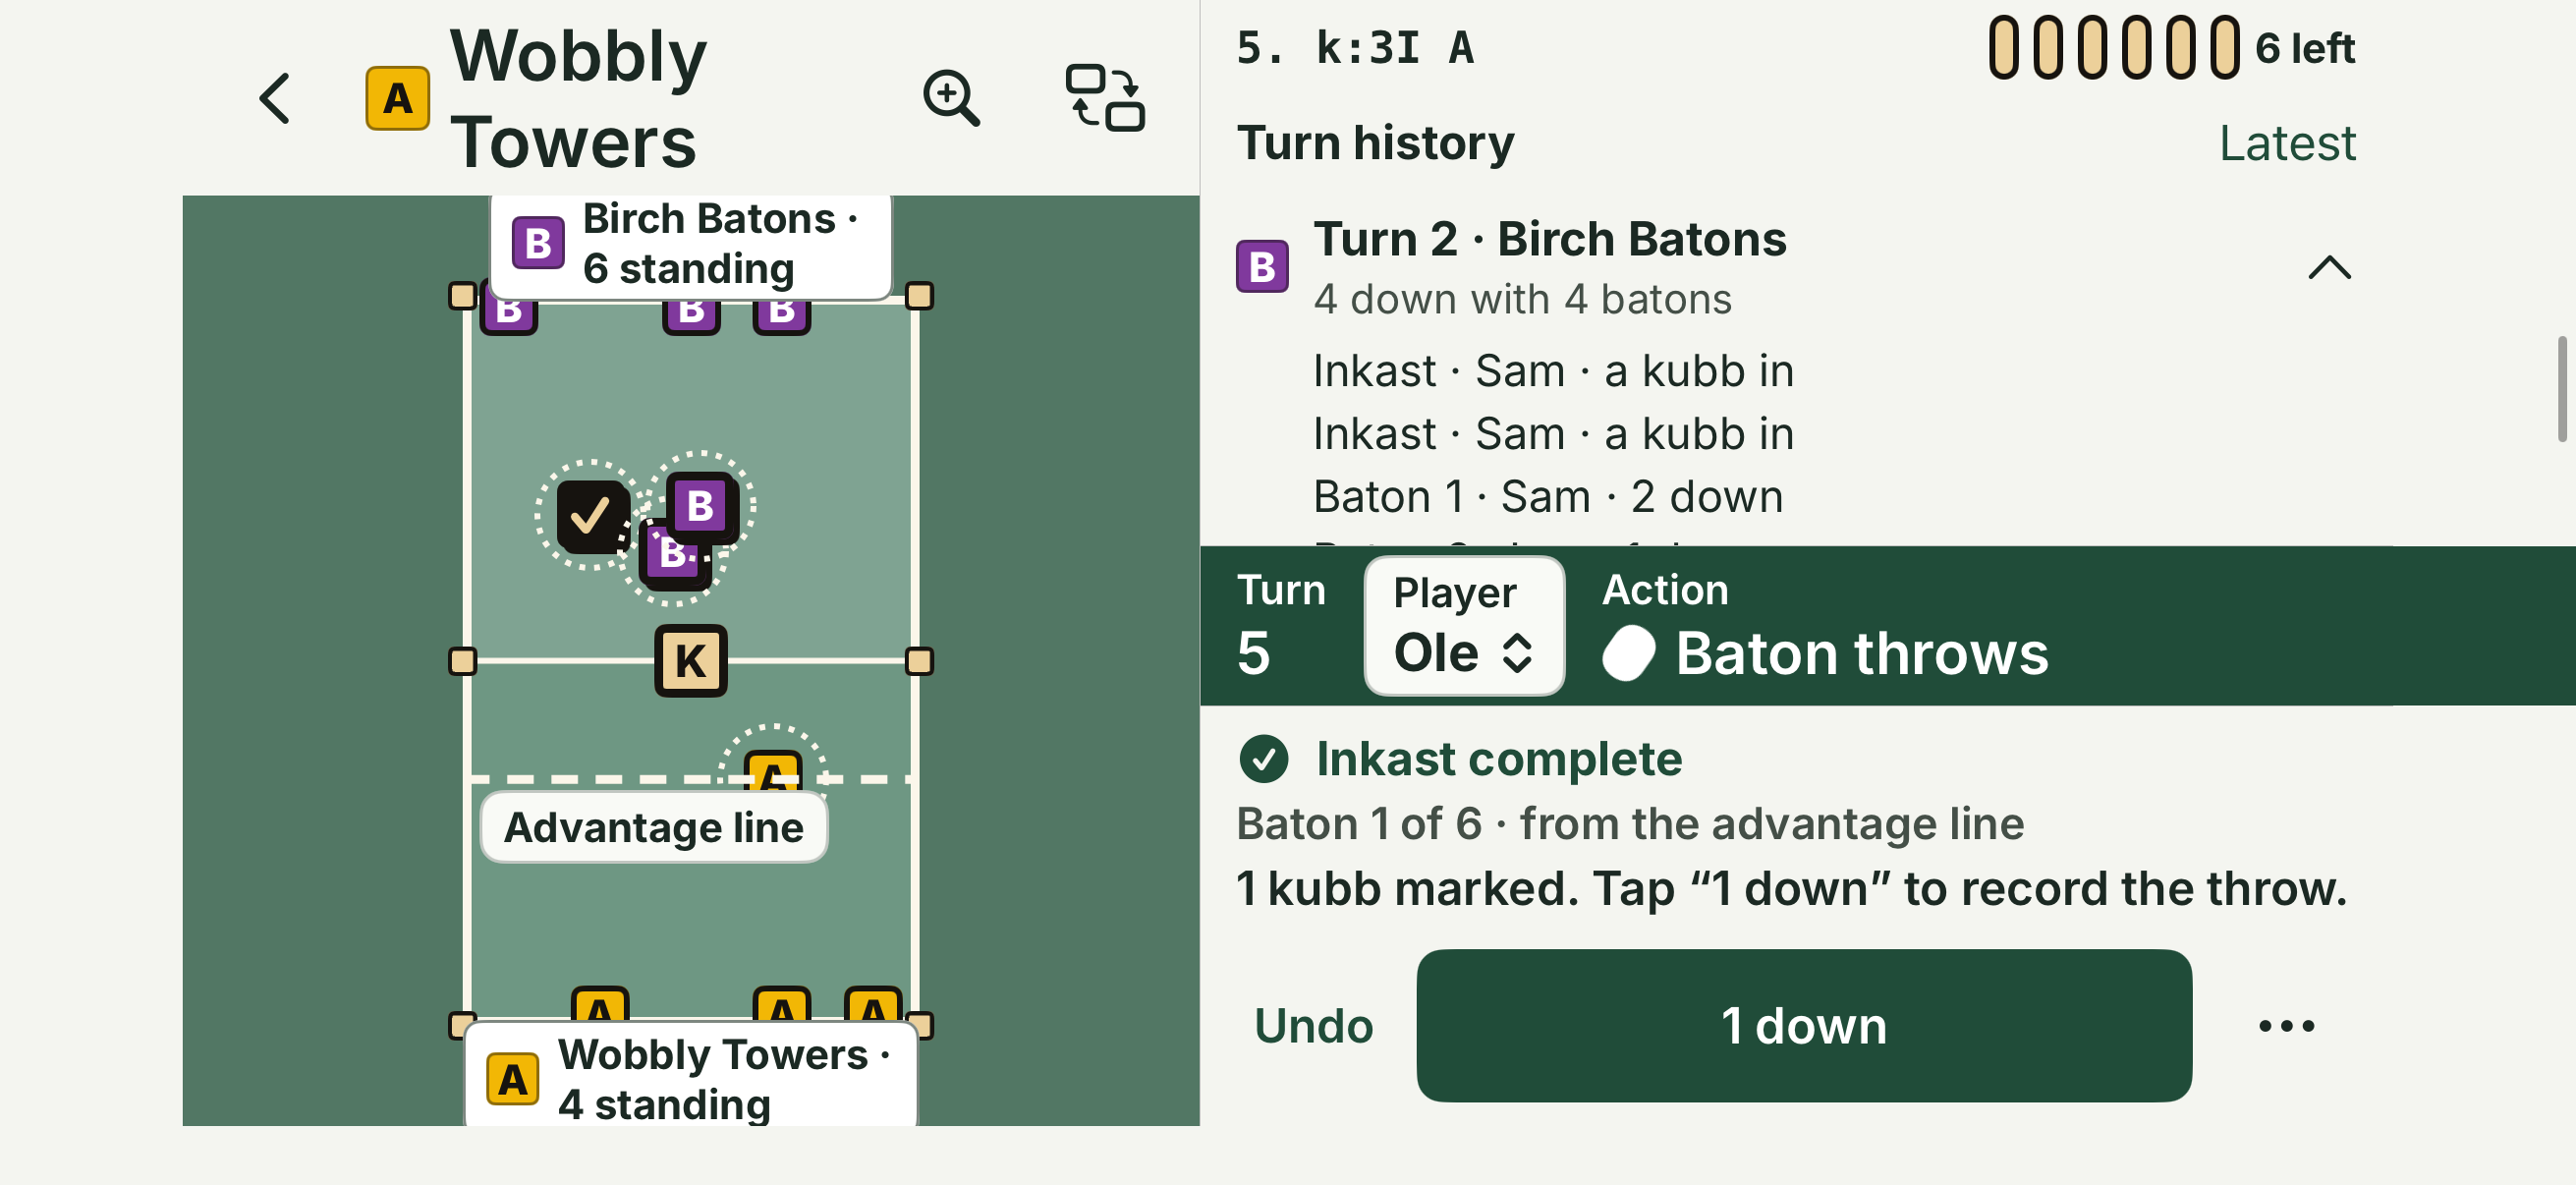 A Wobbly
Towers
B Birch Batons ·
6 standing
B B B
B
B
K
A
Advantage line
A A A
A Wobbly Towers ·
4 standing
5. k:3I A
6 left
Turn history
Latest
B Turn 2 · Birch Batons
4 down with 4 batons
Inkast · Sam · a kubb in
Inkast · Sam · a kubb in
Baton 1 · Sam · 2 down
Turn
5
Player
Ole
Action
Baton throws
Inkast complete
Baton 1 of 6 · from the advantage line
1 kubb marked. Tap “1 down” to record the throw.
Undo
1 down